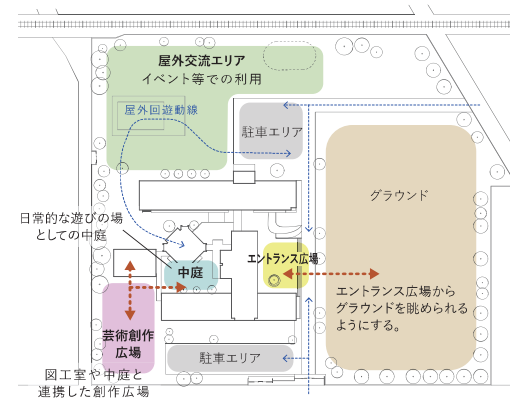 屋外交流エリア
イベント等での利用
屋外回遊動線
駐車エリア
グラウンド
日常的な遊びの場
としての中庭
エントランス広場
中庭
エントランス広場から
グラウンドを眺められる
ようにする。
芸術創作
広場
駐車エリア
図工室や中庭と
連携した創作広場